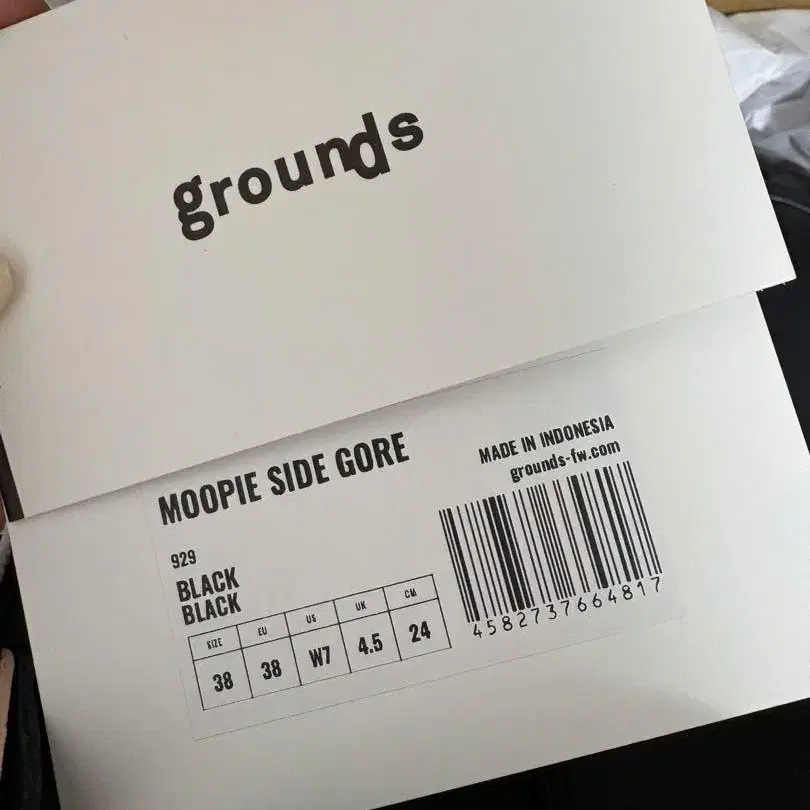 grounds
MOOPIE SIDE GORE
MADE IN INDONESIA
grounds-fw.com
929
BLACK
BLACK
SIZE EU US UK CM
38 38 W7 4.5 24
4582737664817